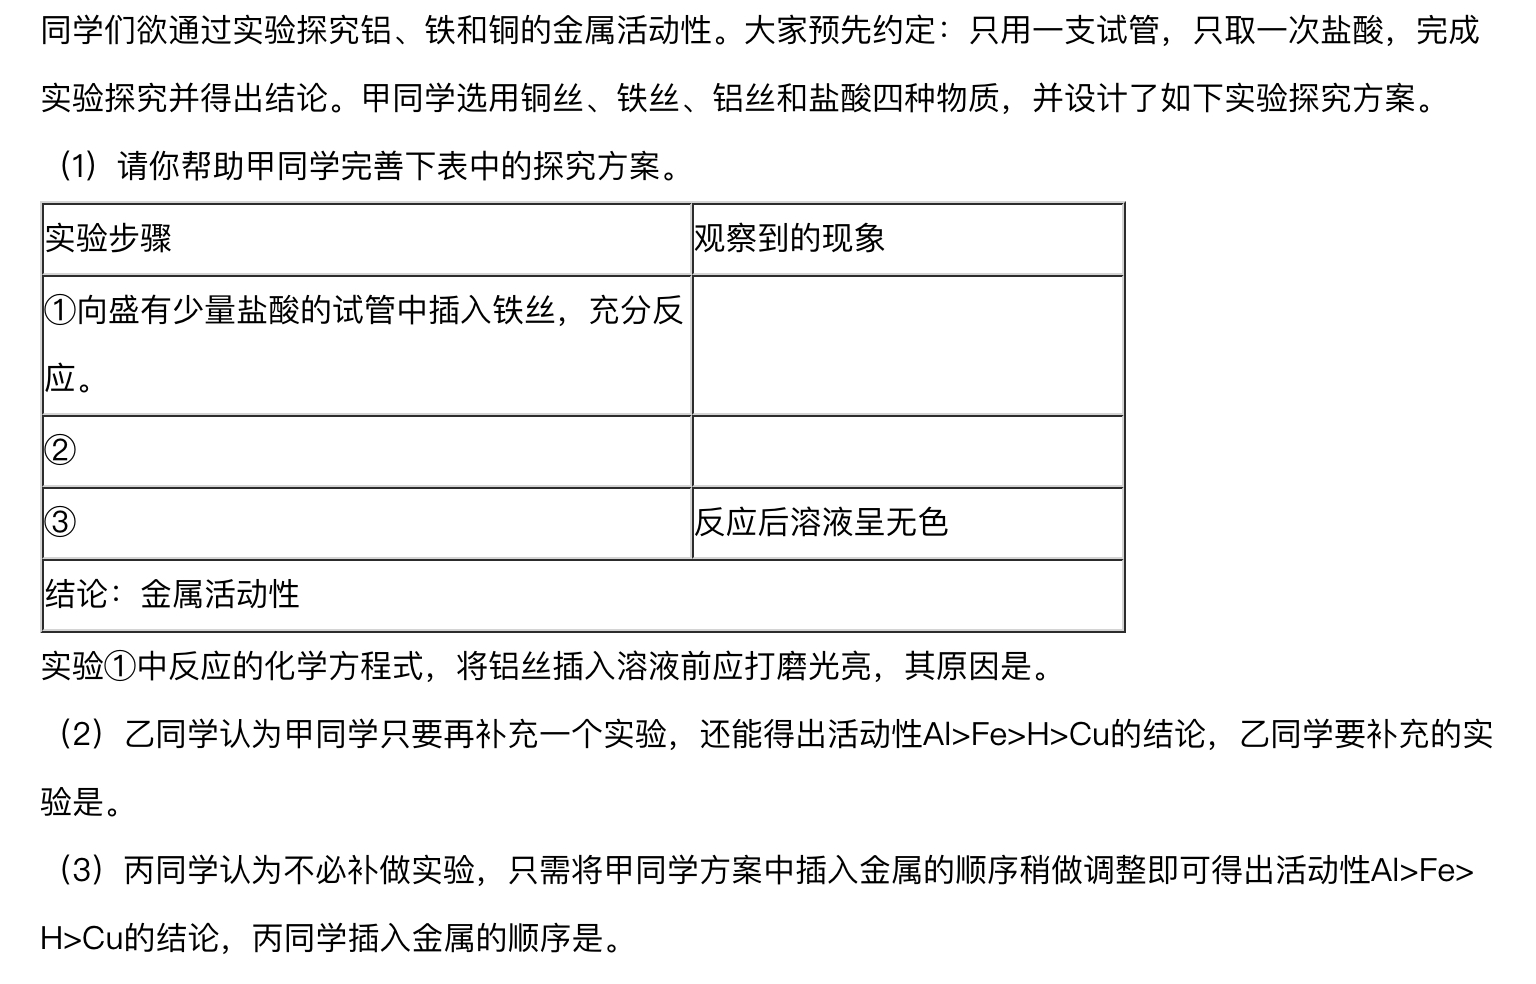 同学们欲通过实验探究铝、铁和铜的金属活动性。大家预先约定：只用一支试管，只取一次盐酸，完成
实验探究并得出结论。甲同学选用铜丝、铁丝、铝丝和盐酸四种物质，并设计了如下实验探究方案。
（1）请你帮助甲同学完善下表中的探究方案。
实验步骤 观察到的现象
①向盛有少量盐酸的试管中插入铁丝，充分反
应。
②
③ 反应后溶液呈无色
结论：金属活动性
实验①中反应的化学方程式，将铝丝插入溶液前应打磨光亮，其原因是。
（2）乙同学认为甲同学只要再补充一个实验，还能得出活动性Al>Fe>H>Cu的结论，乙同学要补充的实
验是。
（3）丙同学认为不必补做实验，只需将甲同学方案中插入金属的顺序稍做调整即可得出活动性Al>Fe>
H>Cu的结论，丙同学插入金属的顺序是。